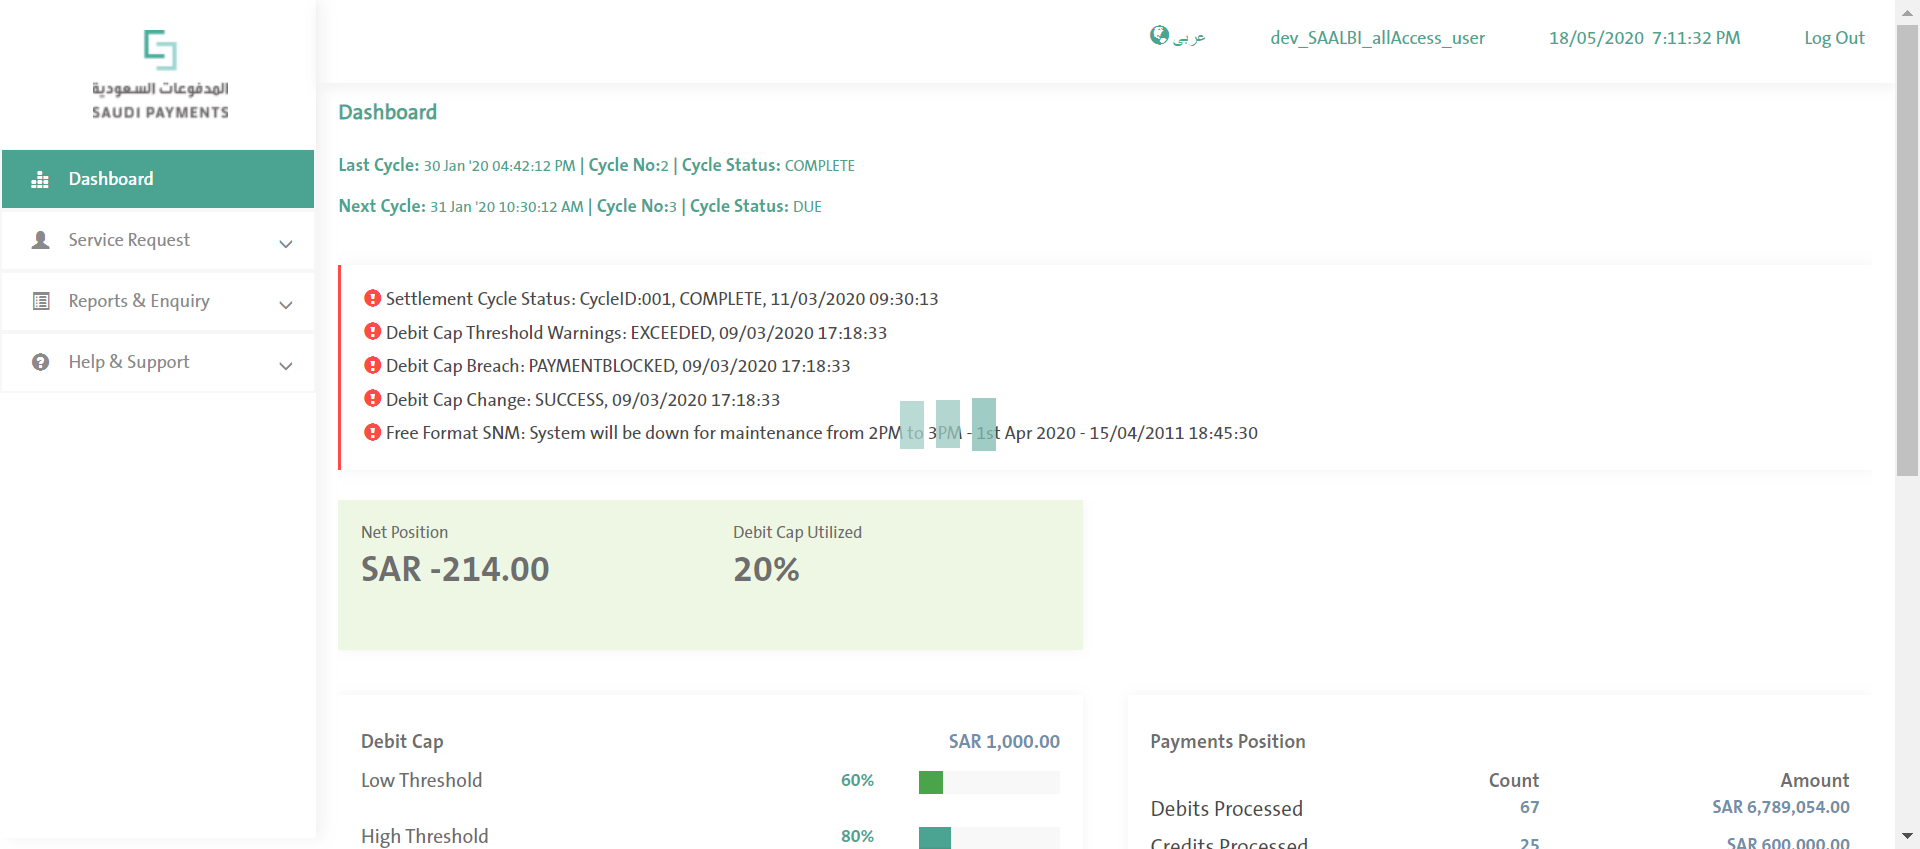 المدفوعات السعودية
SAUDI PAYMENTS
عربى
dev_SAALBI_allAccess_user
18/05/2020 7:11:32 PM
Log Out
Dashboard
Service Request
Reports & Enquiry
Help & Support
Dashboard
Last Cycle: 30 Jan '20 04:42:12 PM | Cycle No:2 | Cycle Status: COMPLETE
Next Cycle: 31 Jan '20 10:30:12 AM | Cycle No:3 | Cycle Status: DUE
Settlement Cycle Status: CycleID:001, COMPLETE, 11/03/2020 09:30:13
Debit Cap Threshold Warnings: EXCEEDED, 09/03/2020 17:18:33
Debit Cap Breach: PAYMENTBLOCKED, 09/03/2020 17:18:33
Debit Cap Change: SUCCESS, 09/03/2020 17:18:33
Free Format SNM: System will be down for maintenance from 2PM to 3PM - 1st Apr 2020 - 15/04/2011 18:45:30
Net Position
SAR -214.00
Debit Cap Utilized
20%
Debit Cap SAR 1,000.00
Low Threshold 60%
High Threshold 80%
Payments Position
Count Amount
Debits Processed 67 SAR 6,789,054.00
Credits Processed 25 SAR 600,000.00